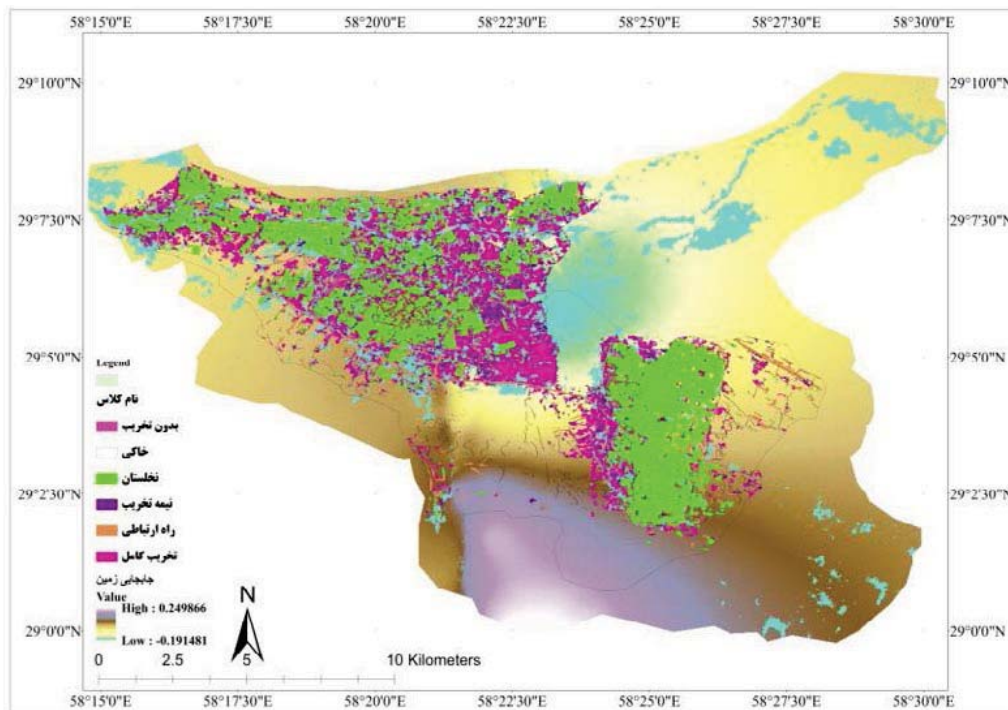 58°15'0"E 58°17'30"E 58°20'0"E 58°22'30"E 58°25'0"E 58°27'30"E 58°30'0"E
29°10'0"N 29°10'0"N
29°7'30"N 29°7'30"N
29°5'0"N 29°5'0"N
Legend
نام کلاس
بدون تخریب
خاکی
نخلستان
29°2'30"N 29°2'30"N
نیمه تخریب
راه ارتباطی
تخریب کامل
جابجایی زمین
Value
High : 0.249866
Low : -0.191481
N
29°0'0"N 29°0'0"N
0 2.5 5 10 Kilometers
58°15'0"E 58°17'30"E 58°20'0"E 58°22'30"E 58°25'0"E 58°27'30"E 58°30'0"E